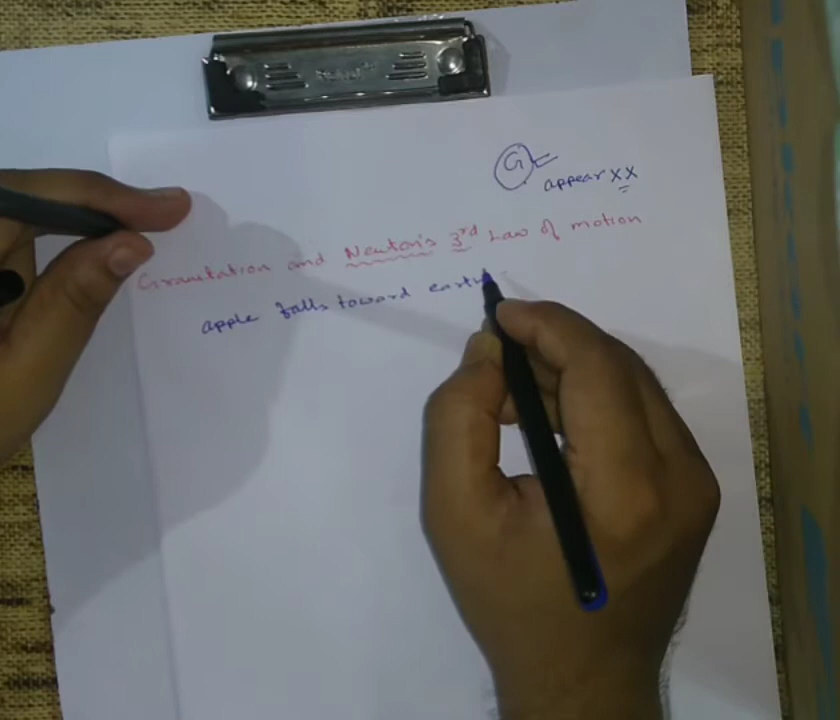 G
appear XX
Gravitation and Newton's 3rd Law of motion
apple falls toward earth